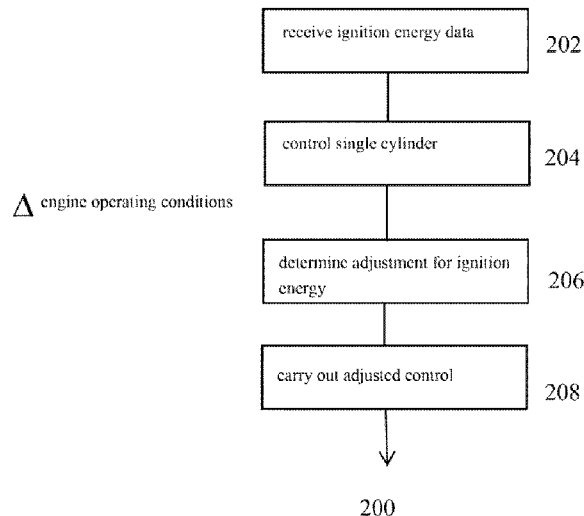 receive ignition energy data
202
control single cylinder
204
Δ engine operating conditions
determine adjustment for ignition
energy
206
carry out adjusted control
208
200